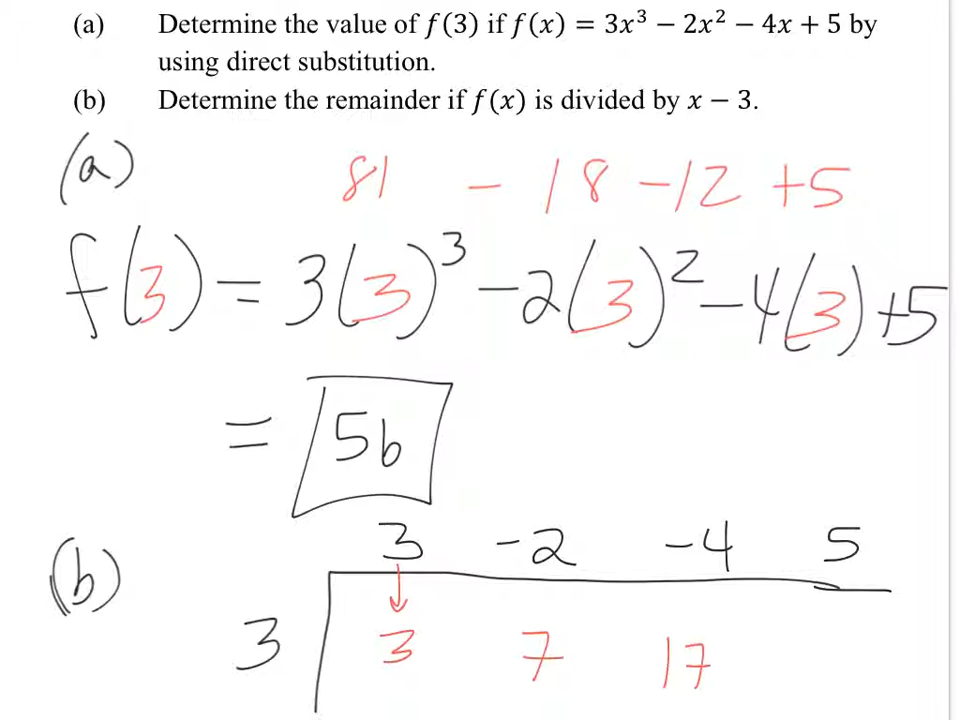 (a) Determine the value of f(3) if f(x) = 3x³ − 2x² − 4x + 5 by
using direct substitution.
(b) Determine the remainder if f(x) is divided by x − 3.
(a)
81 - 18 -12 +5
f(3) = 3(3)³ -2(3)² -4(3) +5
= 56
(b)
3 -2 -4 5
3 3 7 17